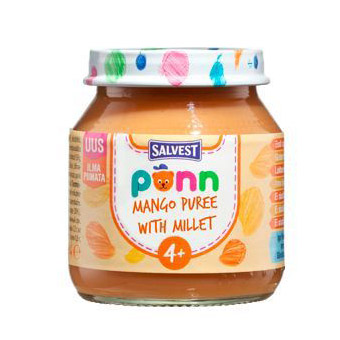 UUS
ILMA
PIIMATA
SALVEST
põnn
MANGO PUREE
WITH MILLET
4+